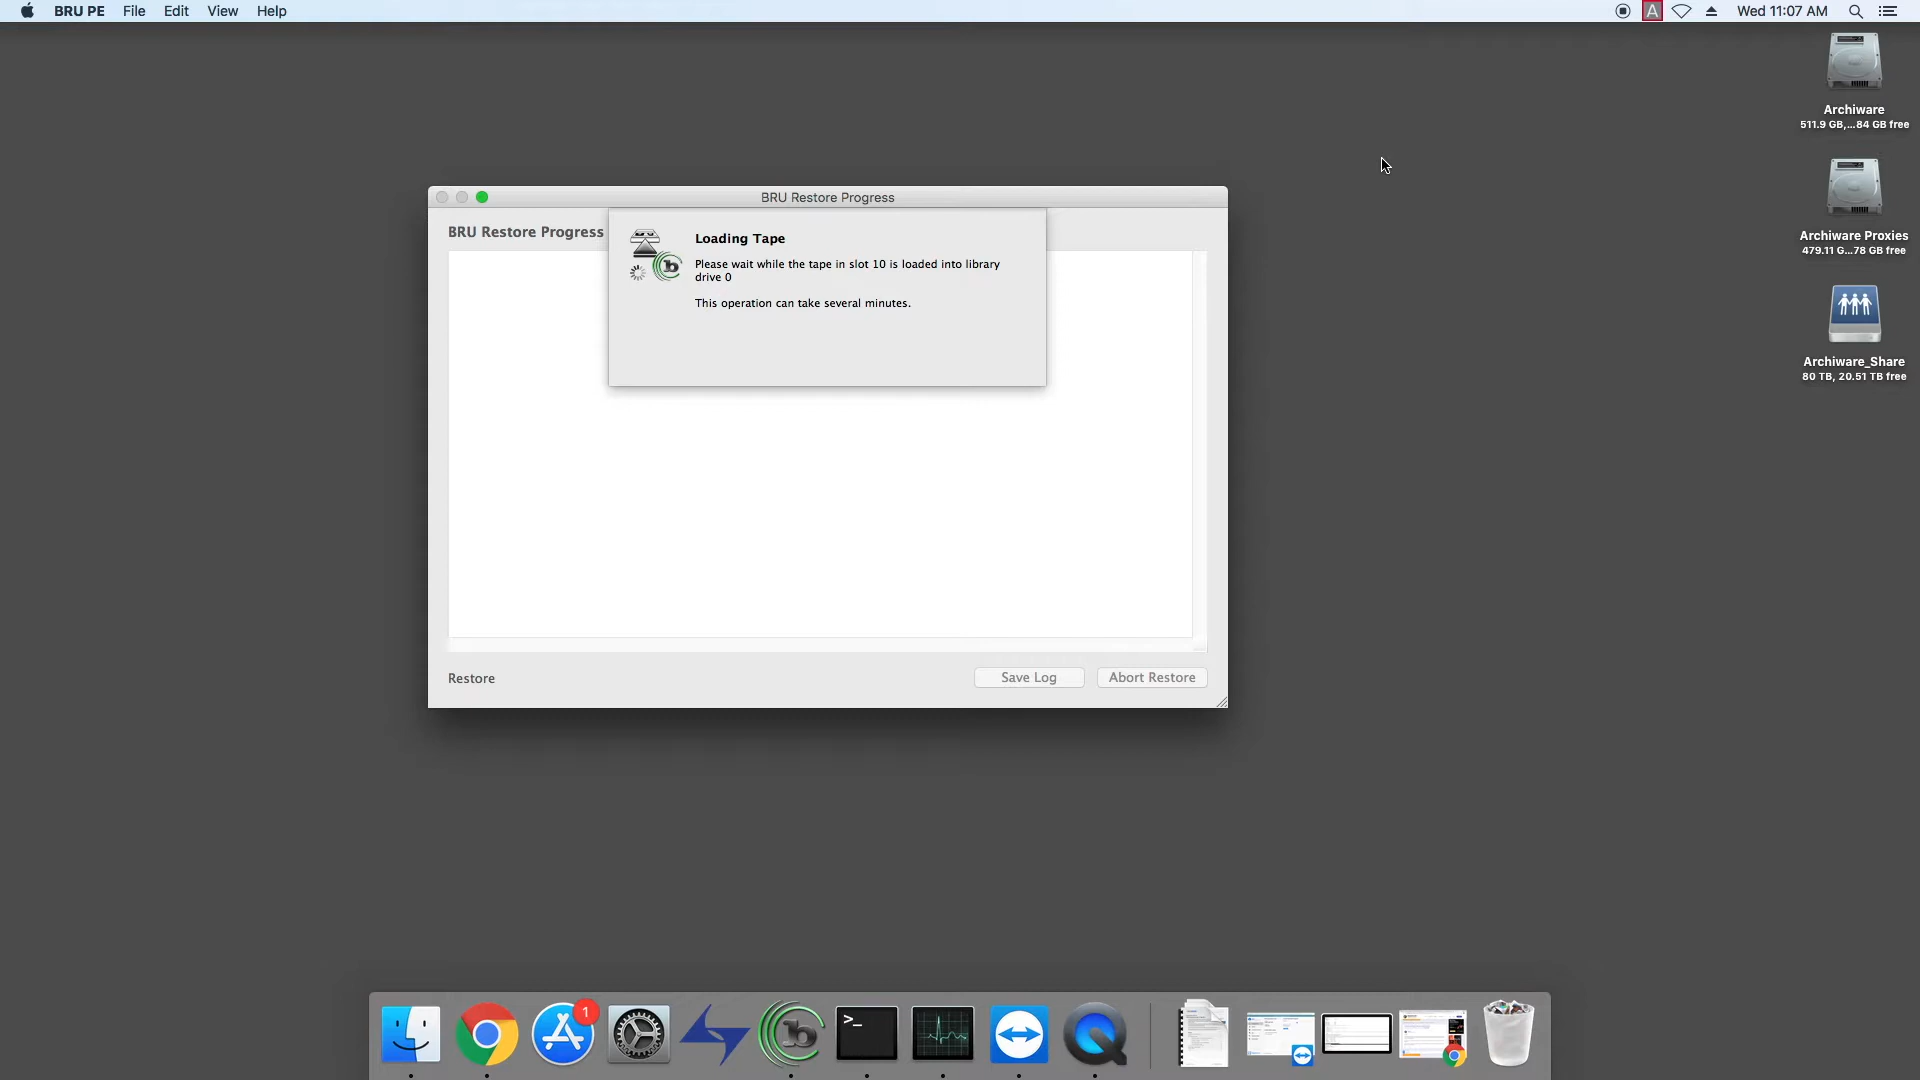 BRU PE File Edit View Help
A
Wed 11:07 AM
Archiware
511.9 GB,...84 GB free
Archiware Proxies
479.11 G...78 GB free
Archiware_Share
80 TB, 20.51 TB free
BRU Restore Progress
BRU Restore Progress
Loading Tape
Please wait while the tape in slot 10 is loaded into library
drive 0
This operation can take several minutes.
Restore
Save Log
Abort Restore
1
b
>_